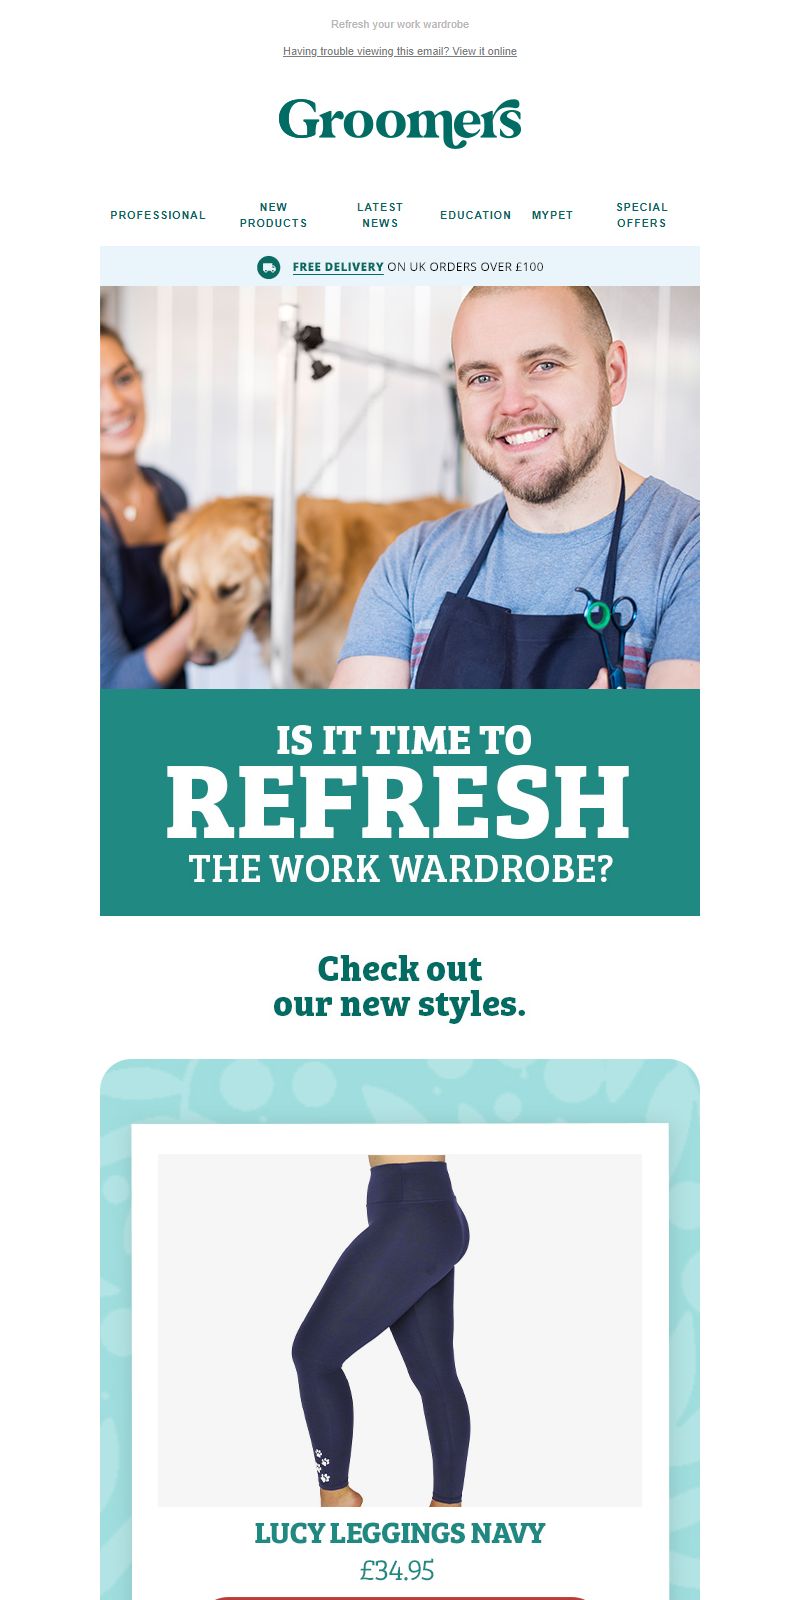 Refresh your work wardrobe
Having trouble viewing this email? View it online
Groomers
PROFESSIONAL
NEW
PRODUCTS
LATEST
NEWS
EDUCATION
MYPET
SPECIAL
OFFERS
FREE DELIVERY ON UK ORDERS OVER £100
IS IT TIME TO
REFRESH
THE WORK WARDROBE?
Check out
our new styles.
LUCY LEGGINGS NAVY
£34.95